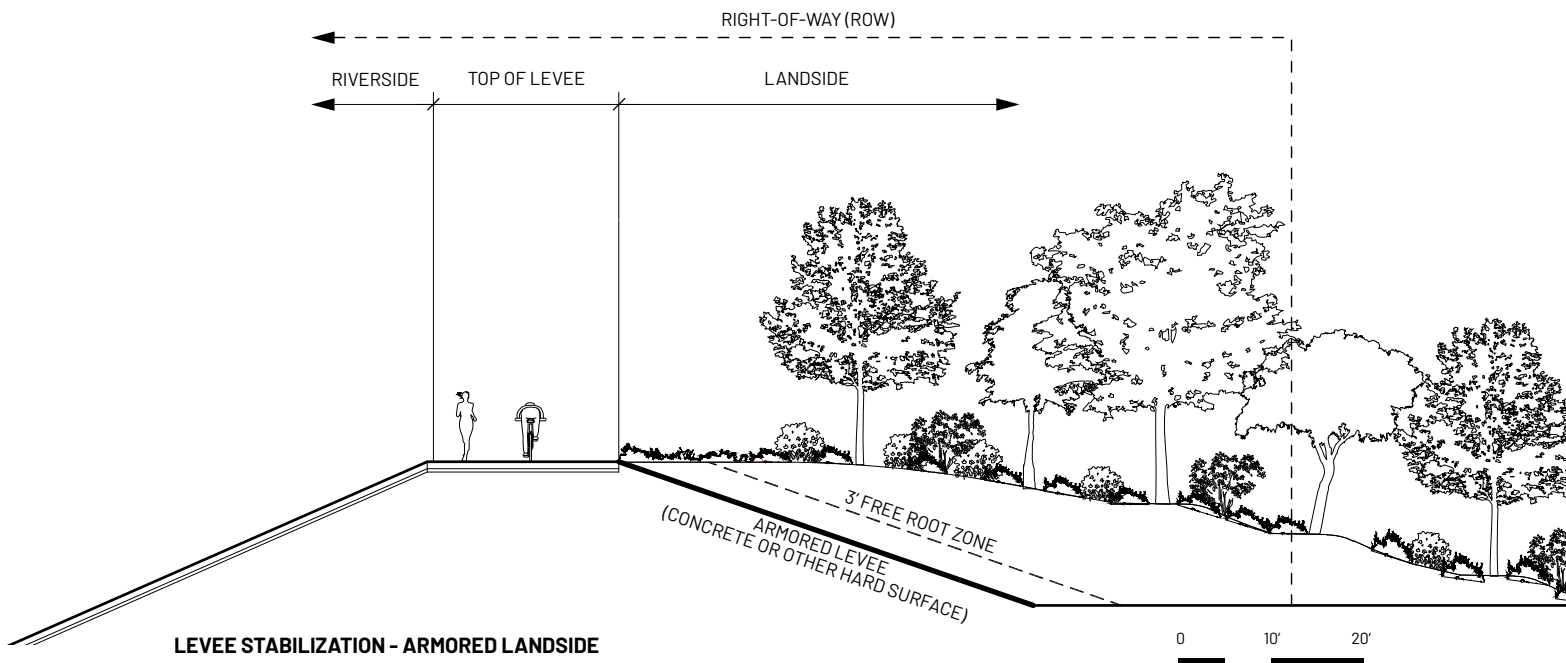 RIGHT-OF-WAY (ROW)
RIVERSIDE
TOP OF LEVEE
LANDSIDE
3’ FREE ROOT ZONE
ARMORED LEVEE
(CONCRETE OR OTHER HARD SURFACE)
LEVEE STABILIZATION - ARMORED LANDSIDE
0
10’
20’